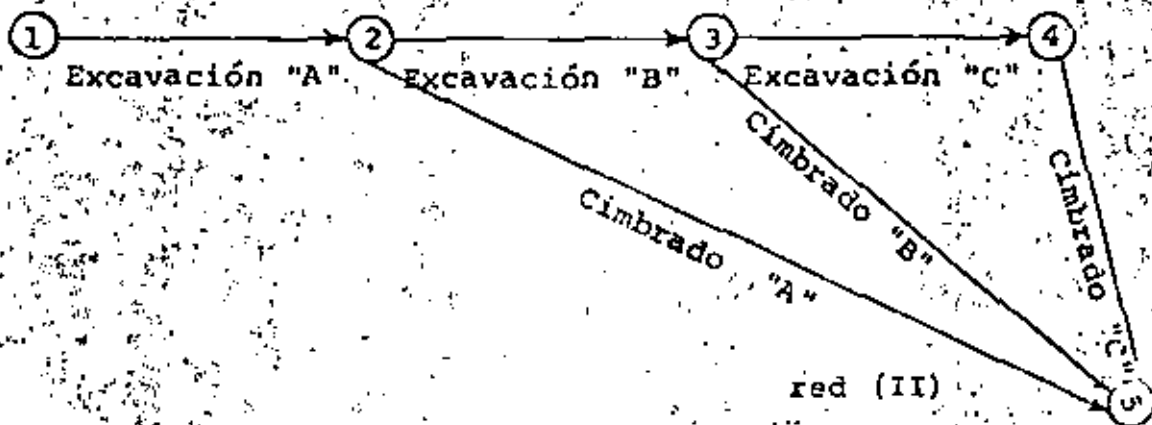 1 2 3 4
Excavación "A" Excavación "B" Excavación "C"
Cimbrado "A"
Cimbrado "B"
Cimbrado "C"
red (II)
5